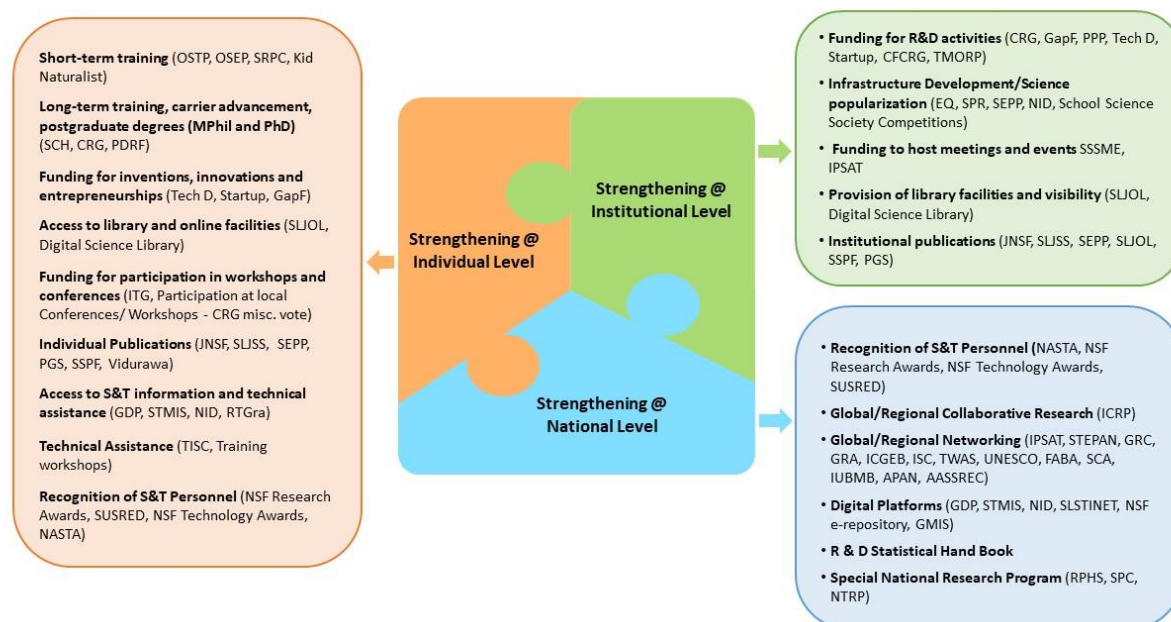 Short-term training (OSTP, OSEP, SRPC, Kid
Naturalist)
Long-term training, carrier advancement,
postgraduate degrees (MPhil and PhD)
(SCH, CRG, PDRF)
Funding for inventions, innovations and
entrepreneurships (Tech D, Startup, GapF)
Access to library and online facilities (SLJOL,
Digital Science Library)
Funding for participation in workshops and
conferences (ITG, Participation at local
Conferences/ Workshops - CRG misc. vote)
Individual Publications (JNSF, SLJSS, SEPP,
PGS, SSPF, Vidurawa)
Access to S&T information and technical
assistance (GDP, STMIS, NID, RTGra)
Technical Assistance (TISC, Training
workshops)
Recognition of S&T Personnel (NSF Research
Awards, SUSRED, NSF Technology Awards,
NASTA)
Strengthening @
Individual Level
Strengthening @
Institutional Level
Strengthening @
National Level
• Funding for R&D activities (CRG, GapF, PPP, Tech D,
Startup, CFCRG, TMORP)
• Infrastructure Development/Science
popularization (EQ, SPR, SEPP, NID, School Science
Society Competitions)
• Funding to host meetings and events SSSME,
IPSAT
• Provision of library facilities and visibility (SLJOL,
Digital Science Library)
• Institutional publications (JNSF, SLJSS, SEPP, SLJOL,
SSPF, PGS)
• Recognition of S&T Personnel (NASTA, NSF
Research Awards, NSF Technology Awards,
SUSRED)
• Global/Regional Collaborative Research (ICRP)
• Global/Regional Networking (IPSAT, STEPAN, GRC,
GRA, ICGEB, ISC, TWAS, UNESCO, FABA, SCA,
IUBMB, APAN, AASSREC)
• Digital Platforms (GDP, STMIS, NID, SLSTINET, NSF
e-repository, GMIS)
• R & D Statistical Hand Book
• Special National Research Program (RPHS, SPC,
NTRP)